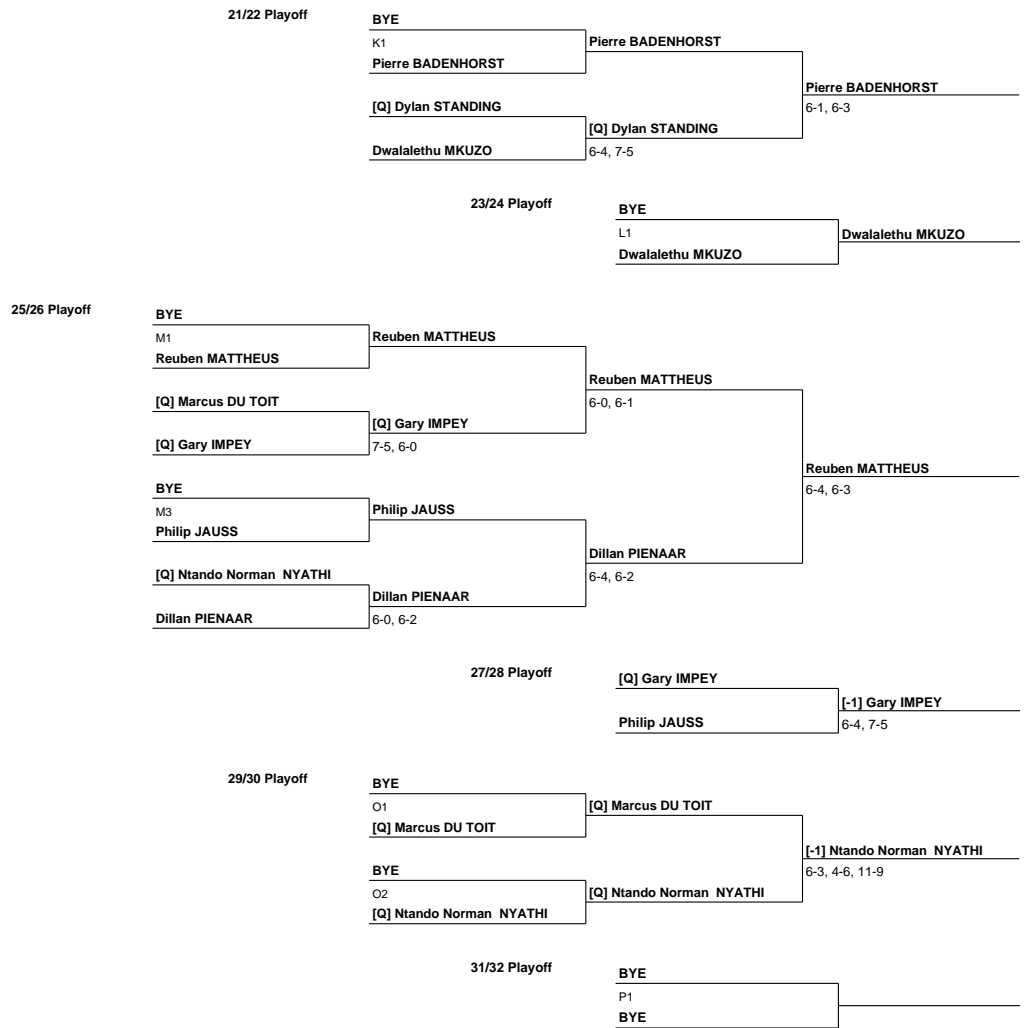 21/22 Playoff
BYE
K1
Pierre BADENHORST
Pierre BADENHORST
Pierre BADENHORST
6-1, 6-3
[Q] Dylan STANDING
[Q] Dylan STANDING
Dwalalethu MKUZO
6-4, 7-5
23/24 Playoff
BYE
L1
Dwalalethu MKUZO
Dwalalethu MKUZO
25/26 Playoff
BYE
M1
Reuben MATTHEUS
Reuben MATTHEUS
Reuben MATTHEUS
6-0, 6-1
[Q] Marcus DU TOIT
[Q] Gary IMPEY
[Q] Gary IMPEY
7-5, 6-0
Reuben MATTHEUS
6-4, 6-3
BYE
M3
Philip JAUSS
Philip JAUSS
Dillan PIENAAR
6-4, 6-2
[Q] Ntando Norman  NYATHI
Dillan PIENAAR
Dillan PIENAAR
6-0, 6-2
27/28 Playoff
[Q] Gary IMPEY
[-1] Gary IMPEY
Philip JAUSS
6-4, 7-5
29/30 Playoff
BYE
O1
[Q] Marcus DU TOIT
[Q] Marcus DU TOIT
[-1] Ntando Norman  NYATHI
6-3, 4-6, 11-9
BYE
O2
[Q] Ntando Norman  NYATHI
[Q] Ntando Norman  NYATHI
31/32 Playoff
BYE
P1
BYE